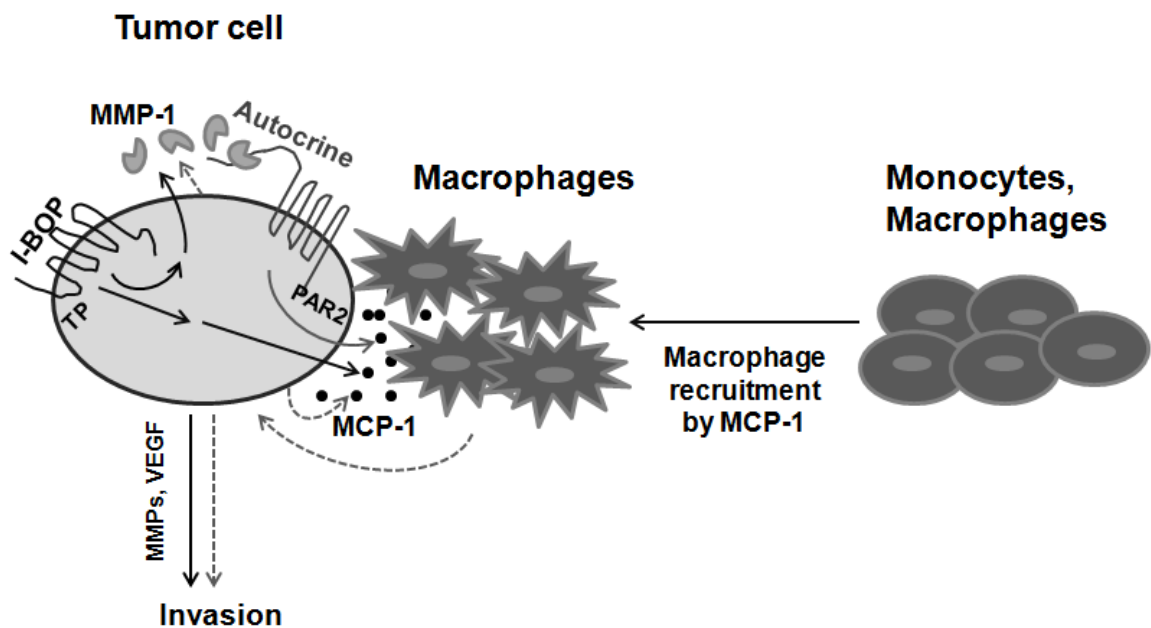 Tumor cell
MMP-1
Autocrine
Macrophages
Monocytes,
Macrophages
I-BOP
TP
PAR2
Macrophage
recruitment
by MCP-1
MCP-1
MMPs, VEGF
Invasion